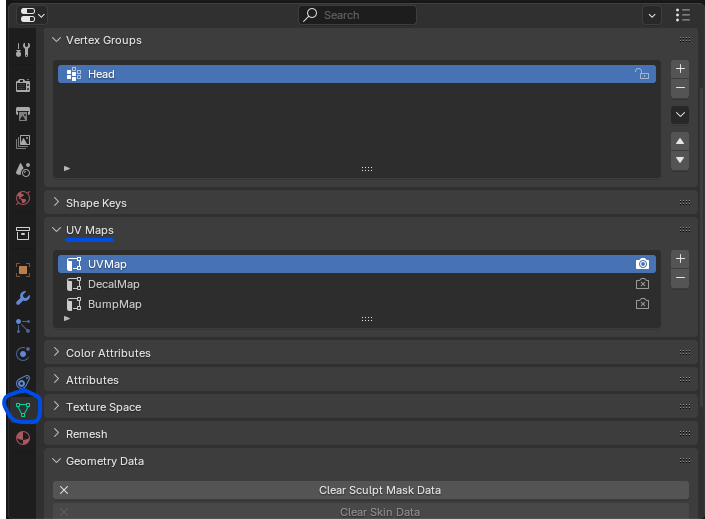 Search
Vertex Groups
Head
Shape Keys
UV Maps
UVMap
DecalMap
BumpMap
Color Attributes
Attributes
Texture Space
Remesh
Geometry Data
Clear Sculpt Mask Data
Clear Skin Data